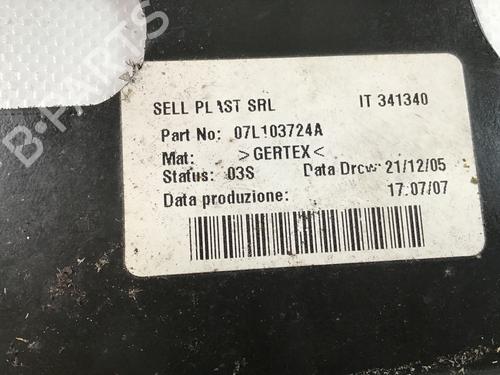 B-PARTS
SELL PLAST SRL IT 341340
Part No: 07L103724A
Mat: >GERTEX<
Status: 03S Data Drow 21/12/05
Data produzione: 17/07/07